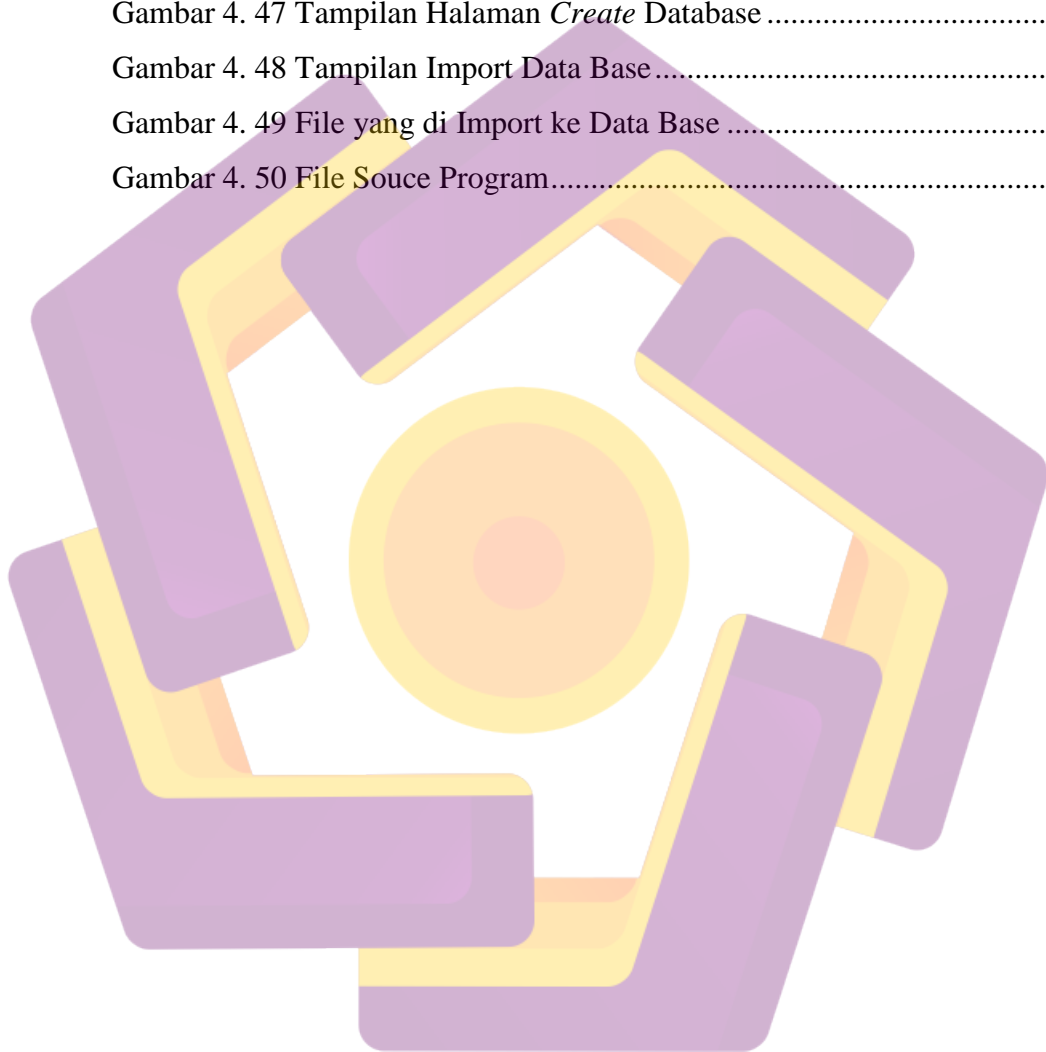 Gambar 4. 47 Tampilan Halaman Create Database ..................................
Gambar 4. 48 Tampilan Import Data Base................................................
Gambar 4. 49 File yang di Import ke Data Base .......................................
Gambar 4. 50 File Souce Program.............................................................